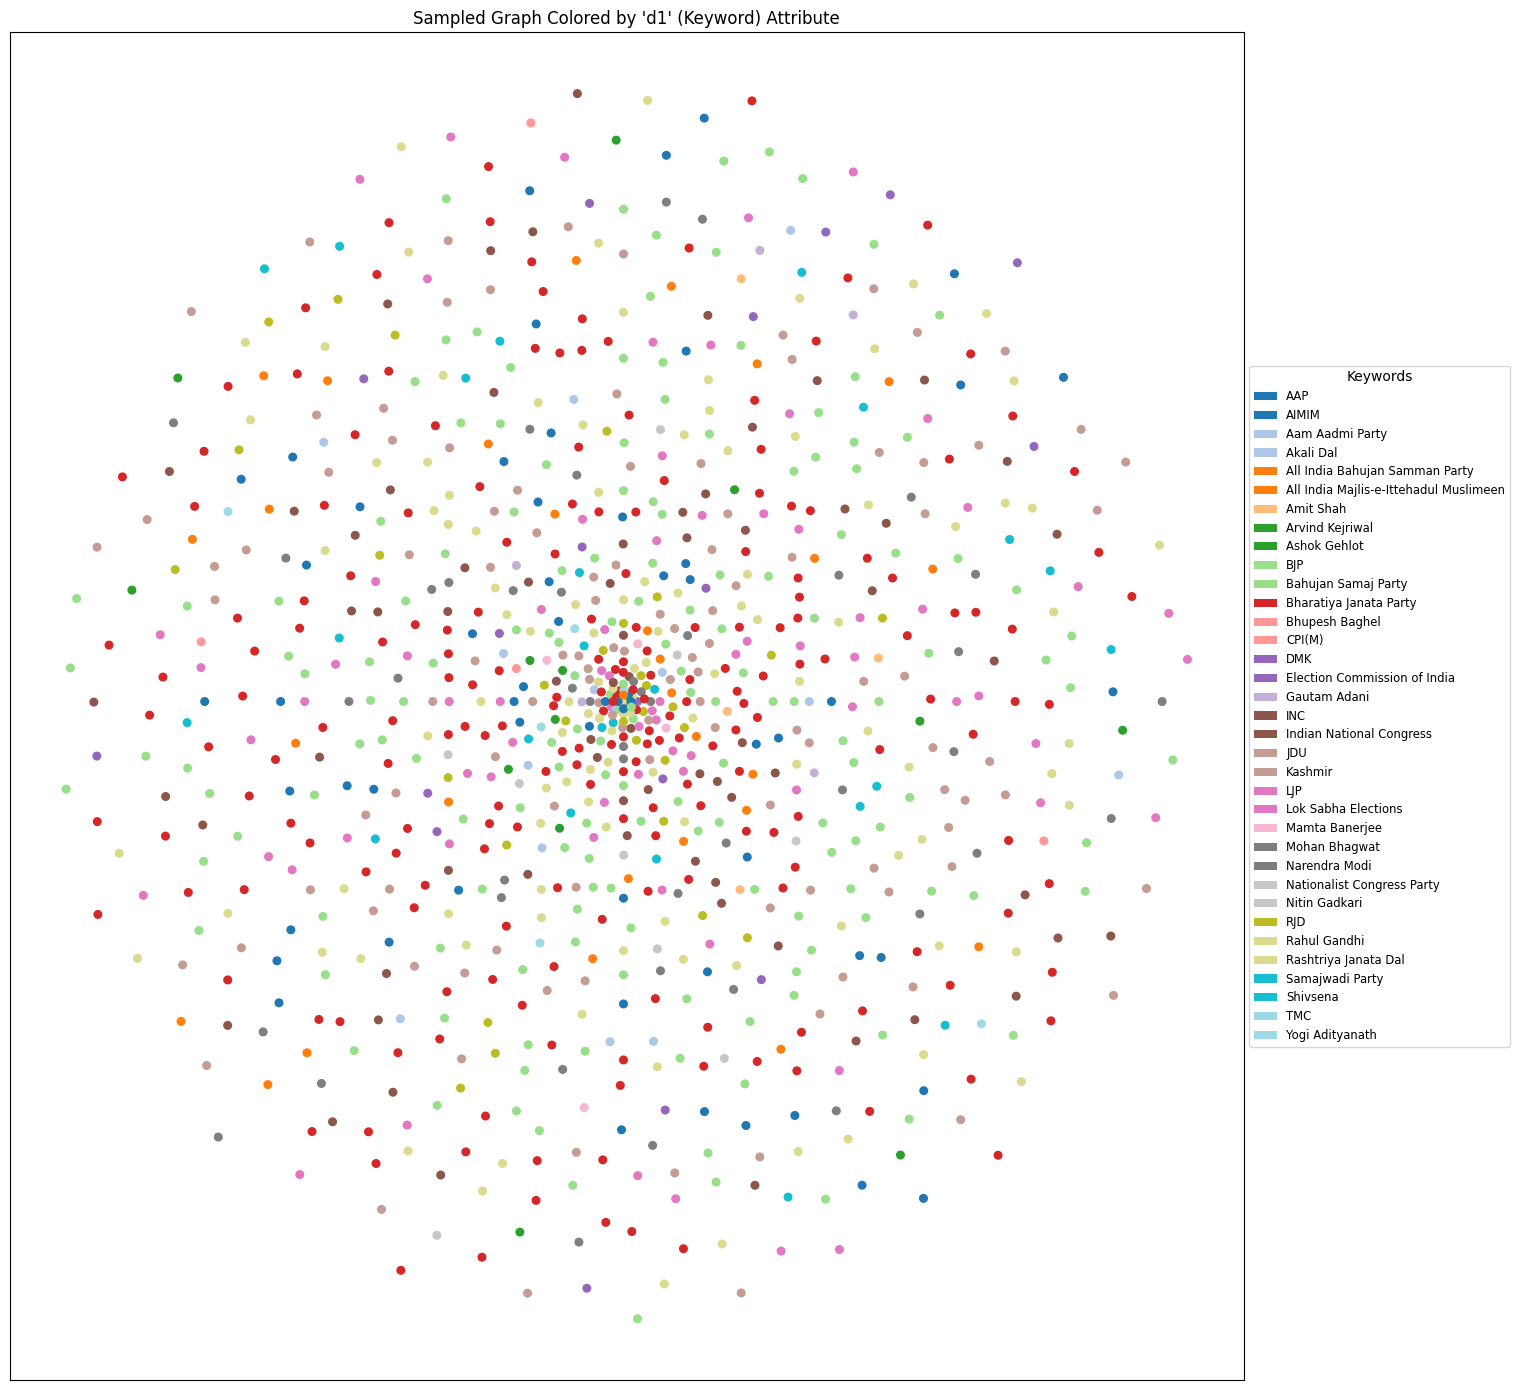 Sampled Graph Colored by 'd1' (Keyword) Attribute
Keywords
AAP
AIMIM
Aam Aadmi Party
Akali Dal
All India Bahujan Samman Party
All India Majlis-e-Ittehadul Muslimeen
Amit Shah
Arvind Kejriwal
Ashok Gehlot
BJP
Bahujan Samaj Party
Bharatiya Janata Party
Bhupesh Baghel
CPI(M)
DMK
Election Commission of India
Gautam Adani
INC
Indian National Congress
JDU
Kashmir
LJP
Lok Sabha Elections
Mamta Banerjee
Mohan Bhagwat
Narendra Modi
Nationalist Congress Party
Nitin Gadkari
RJD
Rahul Gandhi
Rashtriya Janata Dal
Samajwadi Party
Shivsena
TMC
Yogi Adityanath